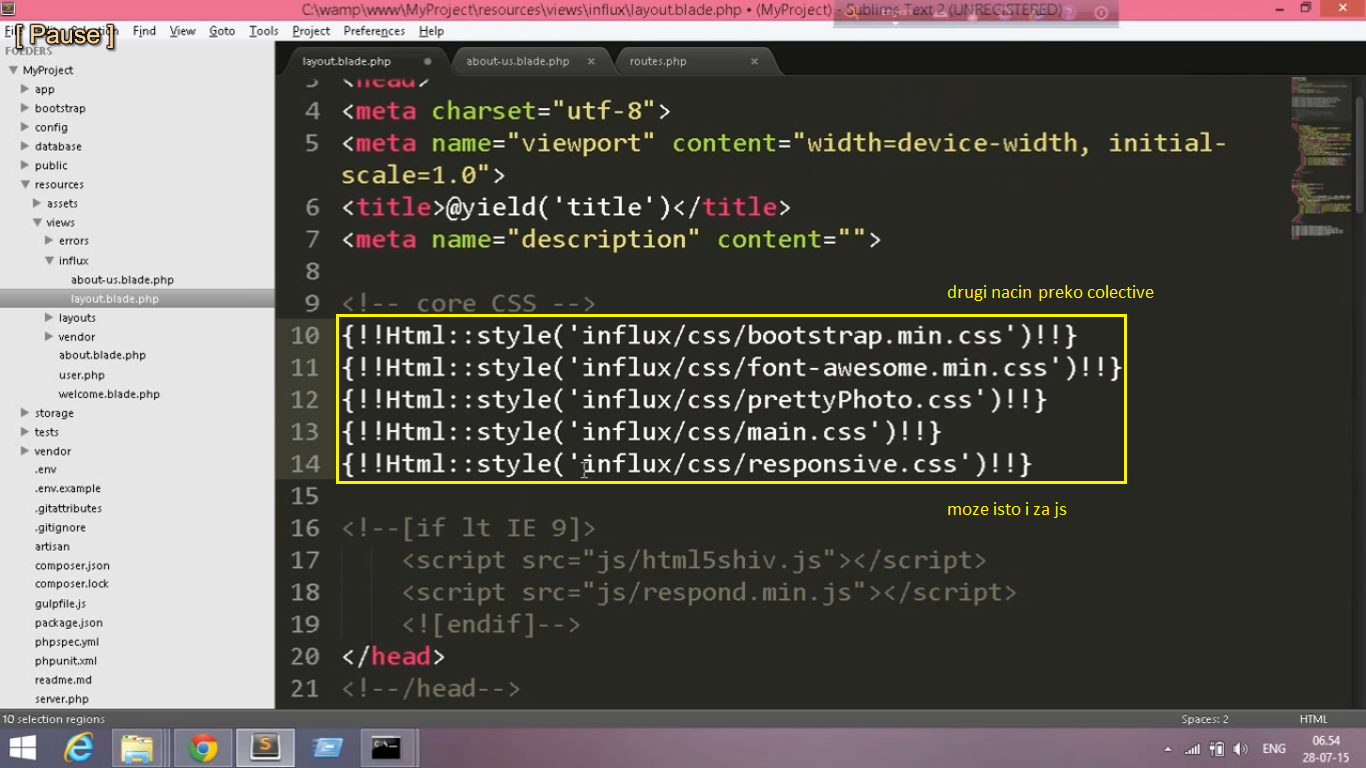 C:\wamp\www\MyProject\resources\views\influx\layout.blade.php • (MyProject) - Sublime Text 2 (UNREGISTERED)
[ Pause ]
Find View Goto Tools Project Preferences Help
FOLDERS
MyProject
app
bootstrap
config
database
public
resources
assets
views
errors
influx
about-us.blade.php
layout.blade.php
layouts
vendor
about.blade.php
user.php
welcome.blade.php
storage
tests
vendor
.env
.env.example
.gitattributes
.gitignore
artisan
composer.json
composer.lock
gulpfile.js
package.json
phpspec.yml
phpunit.xml
readme.md
server.php
layout.blade.php about-us.blade.php routes.php
3 <head>
4 <meta charset="utf-8">
5 <meta name="viewport" content="width=device-width, initial-
scale=1.0">
6 <title>@yield('title')</title>
7 <meta name="description" content="">
8
drugi nacin preko colective
9 <!-- core CSS -->
10 {!!Html::style('influx/css/bootstrap.min.css')!!}
11 {!!Html::style('influx/css/font-awesome.min.css')!!}
12 {!!Html::style('influx/css/prettyPhoto.css')!!}
13 {!!Html::style('influx/css/main.css')!!}
14 {!!Html::style('influx/css/responsive.css')!!}
15
moze isto i za js
16 <!--[if lt IE 9]>
17 <script src="js/html5shiv.js"></script>
18 <script src="js/respond.min.js"></script>
19 <![endif]-->
20 </head>
21 <!--/head-->
10 selection regions Spaces: 2 HTML
ENG 06.54
28-07-15